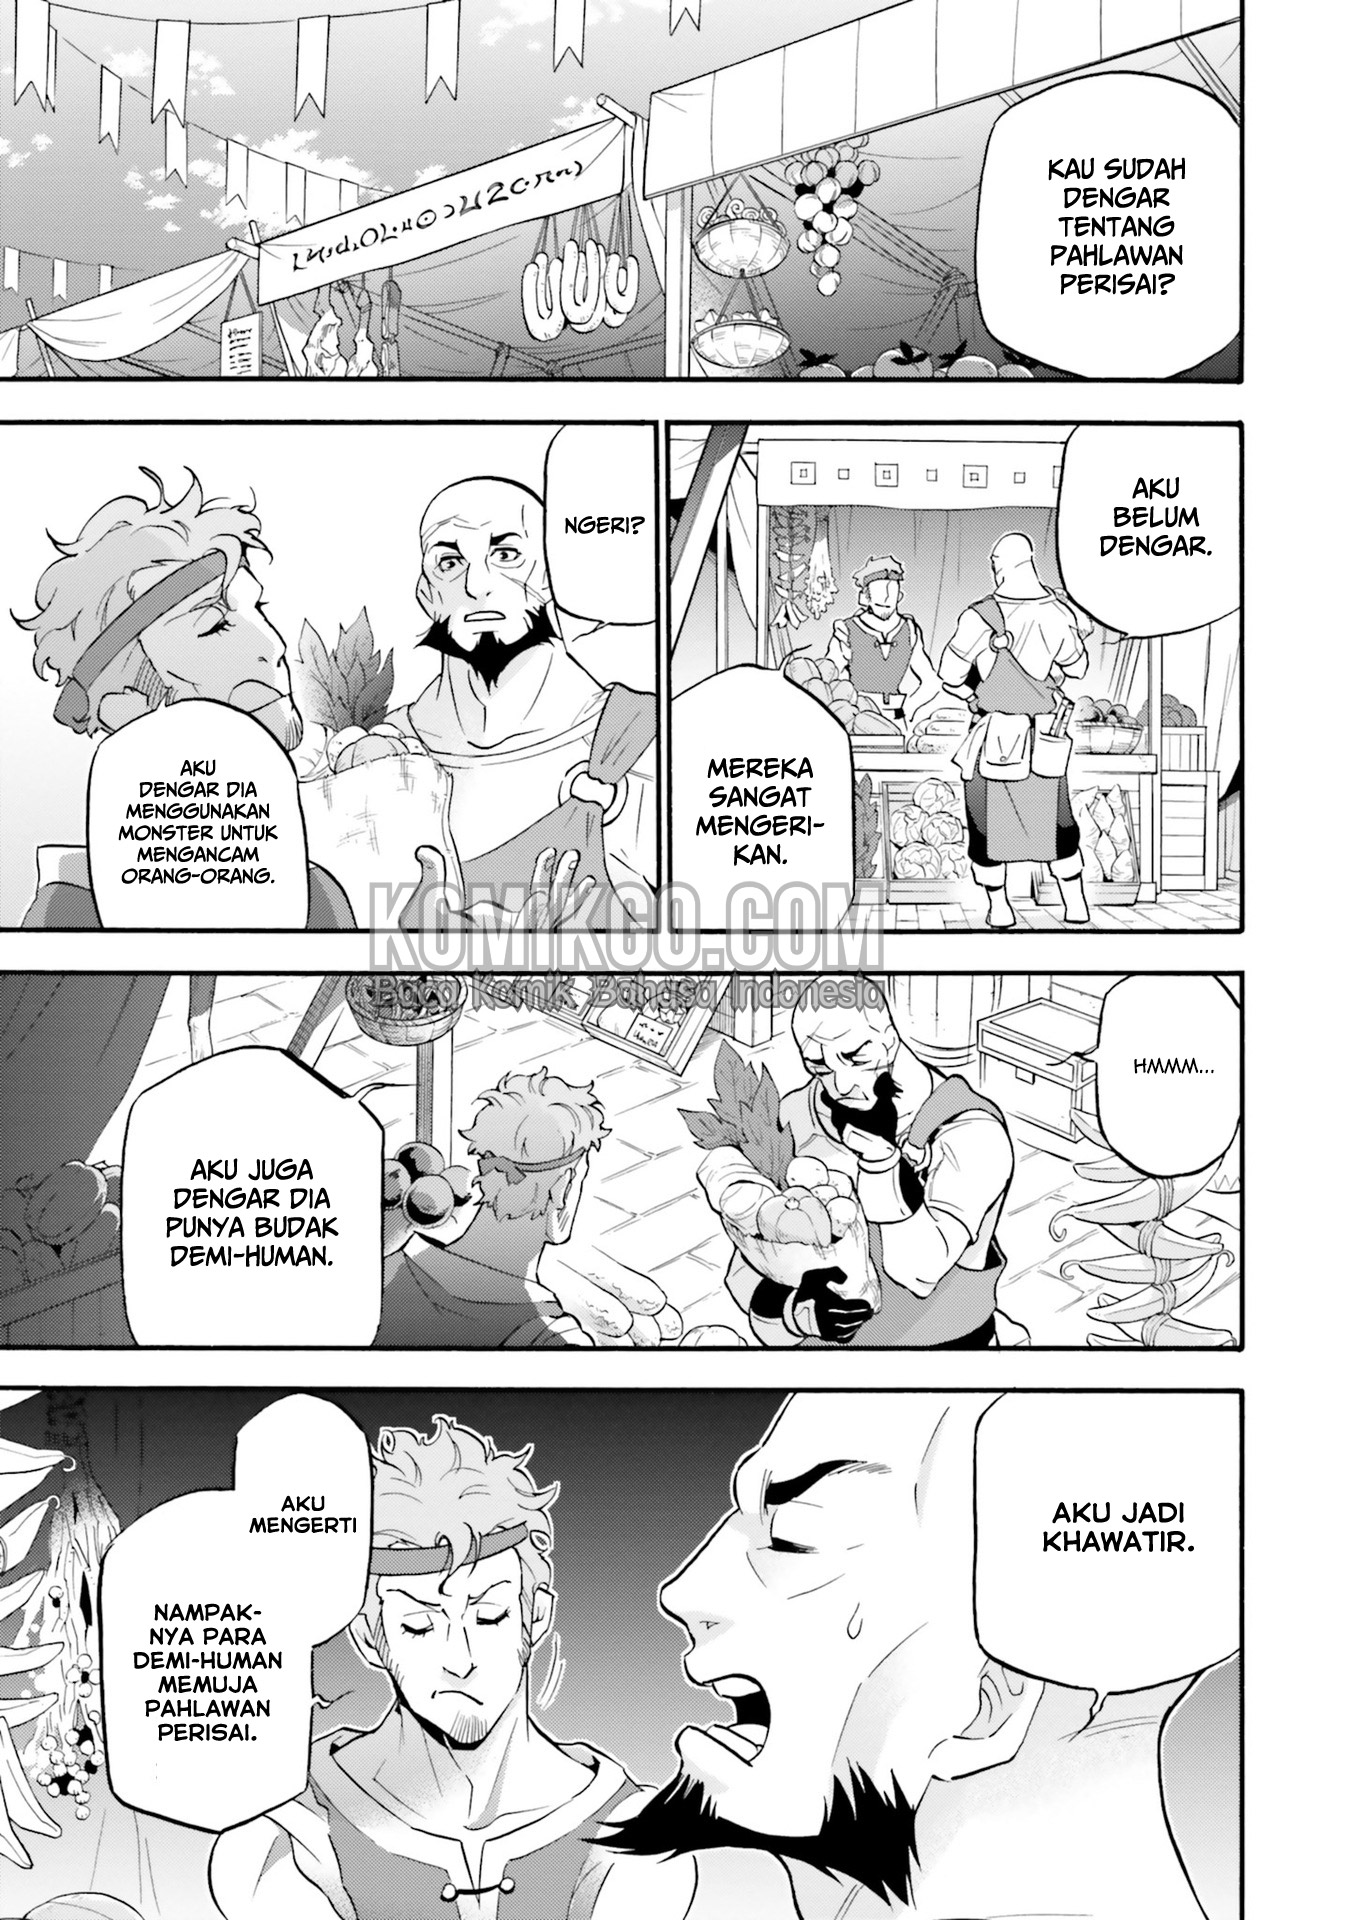 KAU SUDAH
DENGAR
TENTANG
PAHLAWAN
PERISAI?
AKU
BELUM
DENGAR.
MEREKA
SANGAT
MENGERI-
KAN.
NGERI?
AKU
DENGAR DIA
MENGGUNAKAN
MONSTER UNTUK
MENGANCAM
ORANG-ORANG.
KOMIKGO.COM
Baca Komik Bahasa Indonesia
HMMM...
AKU JUGA
DENGAR DIA
PUNYA BUDAK
DEMI-HUMAN.
AKU JADI
KHAWATIR.
AKU
MENGERTI
NAMPAK-
NYA PARA
DEMI-HUMAN
MEMUJA
PAHLAWAN
PERISAI.